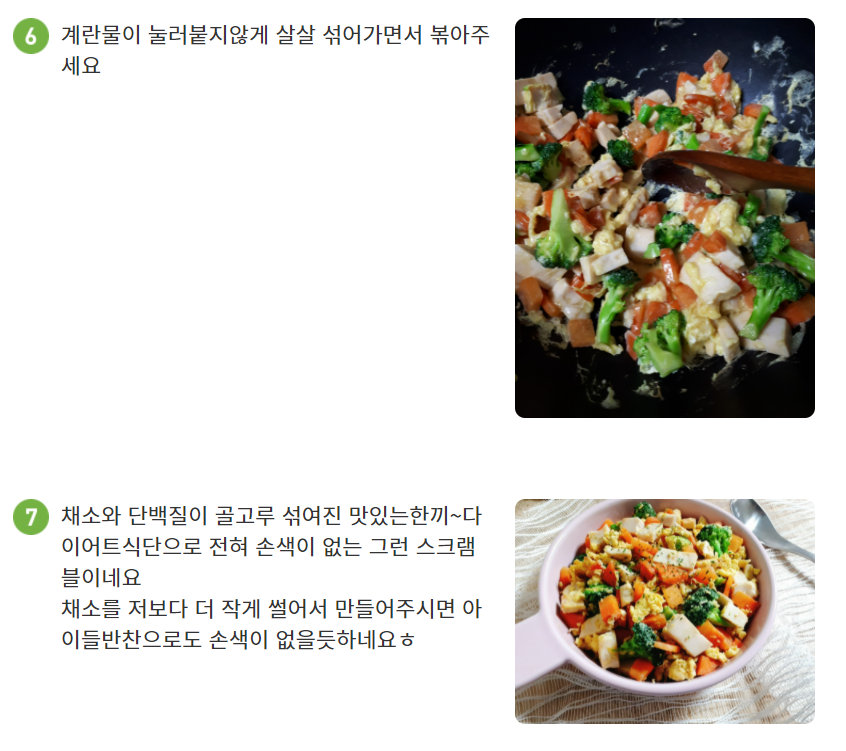 6
계란물이 눌러붙지않게 살살 섞어가면서 볶아주
세요
7
채소와 단백질이 골고루 섞여진 맛있는한끼~다
이어트식단으로 전혀 손색이 없는 그런 스크램
블이네요
채소를 저보다 더 작게 썰어서 만들어주시면 아
이들반찬으로도 손색이 없을듯하네요ㅎ